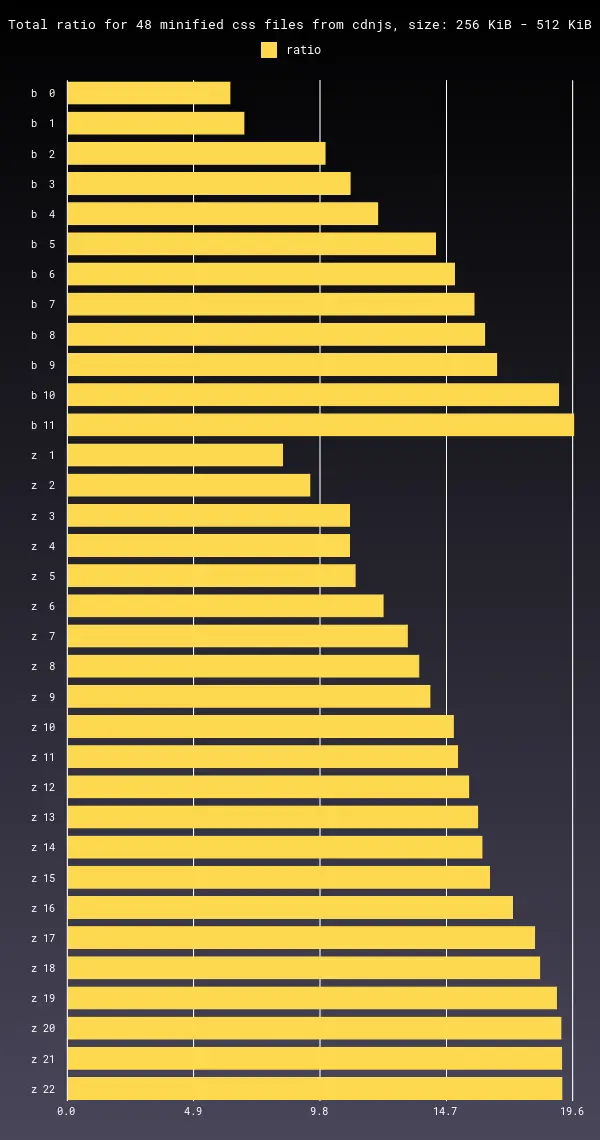 Total ratio for 48 minified css files from cdnjs, size: 256 KiB - 512 KiB
ratio
b 0
b 1
b 2
b 3
b 4
b 5
b 6
b 7
b 8
b 9
b 10
b 11
z 1
z 2
z 3
z 4
z 5
z 6
z 7
z 8
z 9
z 10
z 11
z 12
z 13
z 14
z 15
z 16
z 17
z 18
z 19
z 20
z 21
z 22
0.0 4.9 9.8 14.7 19.6